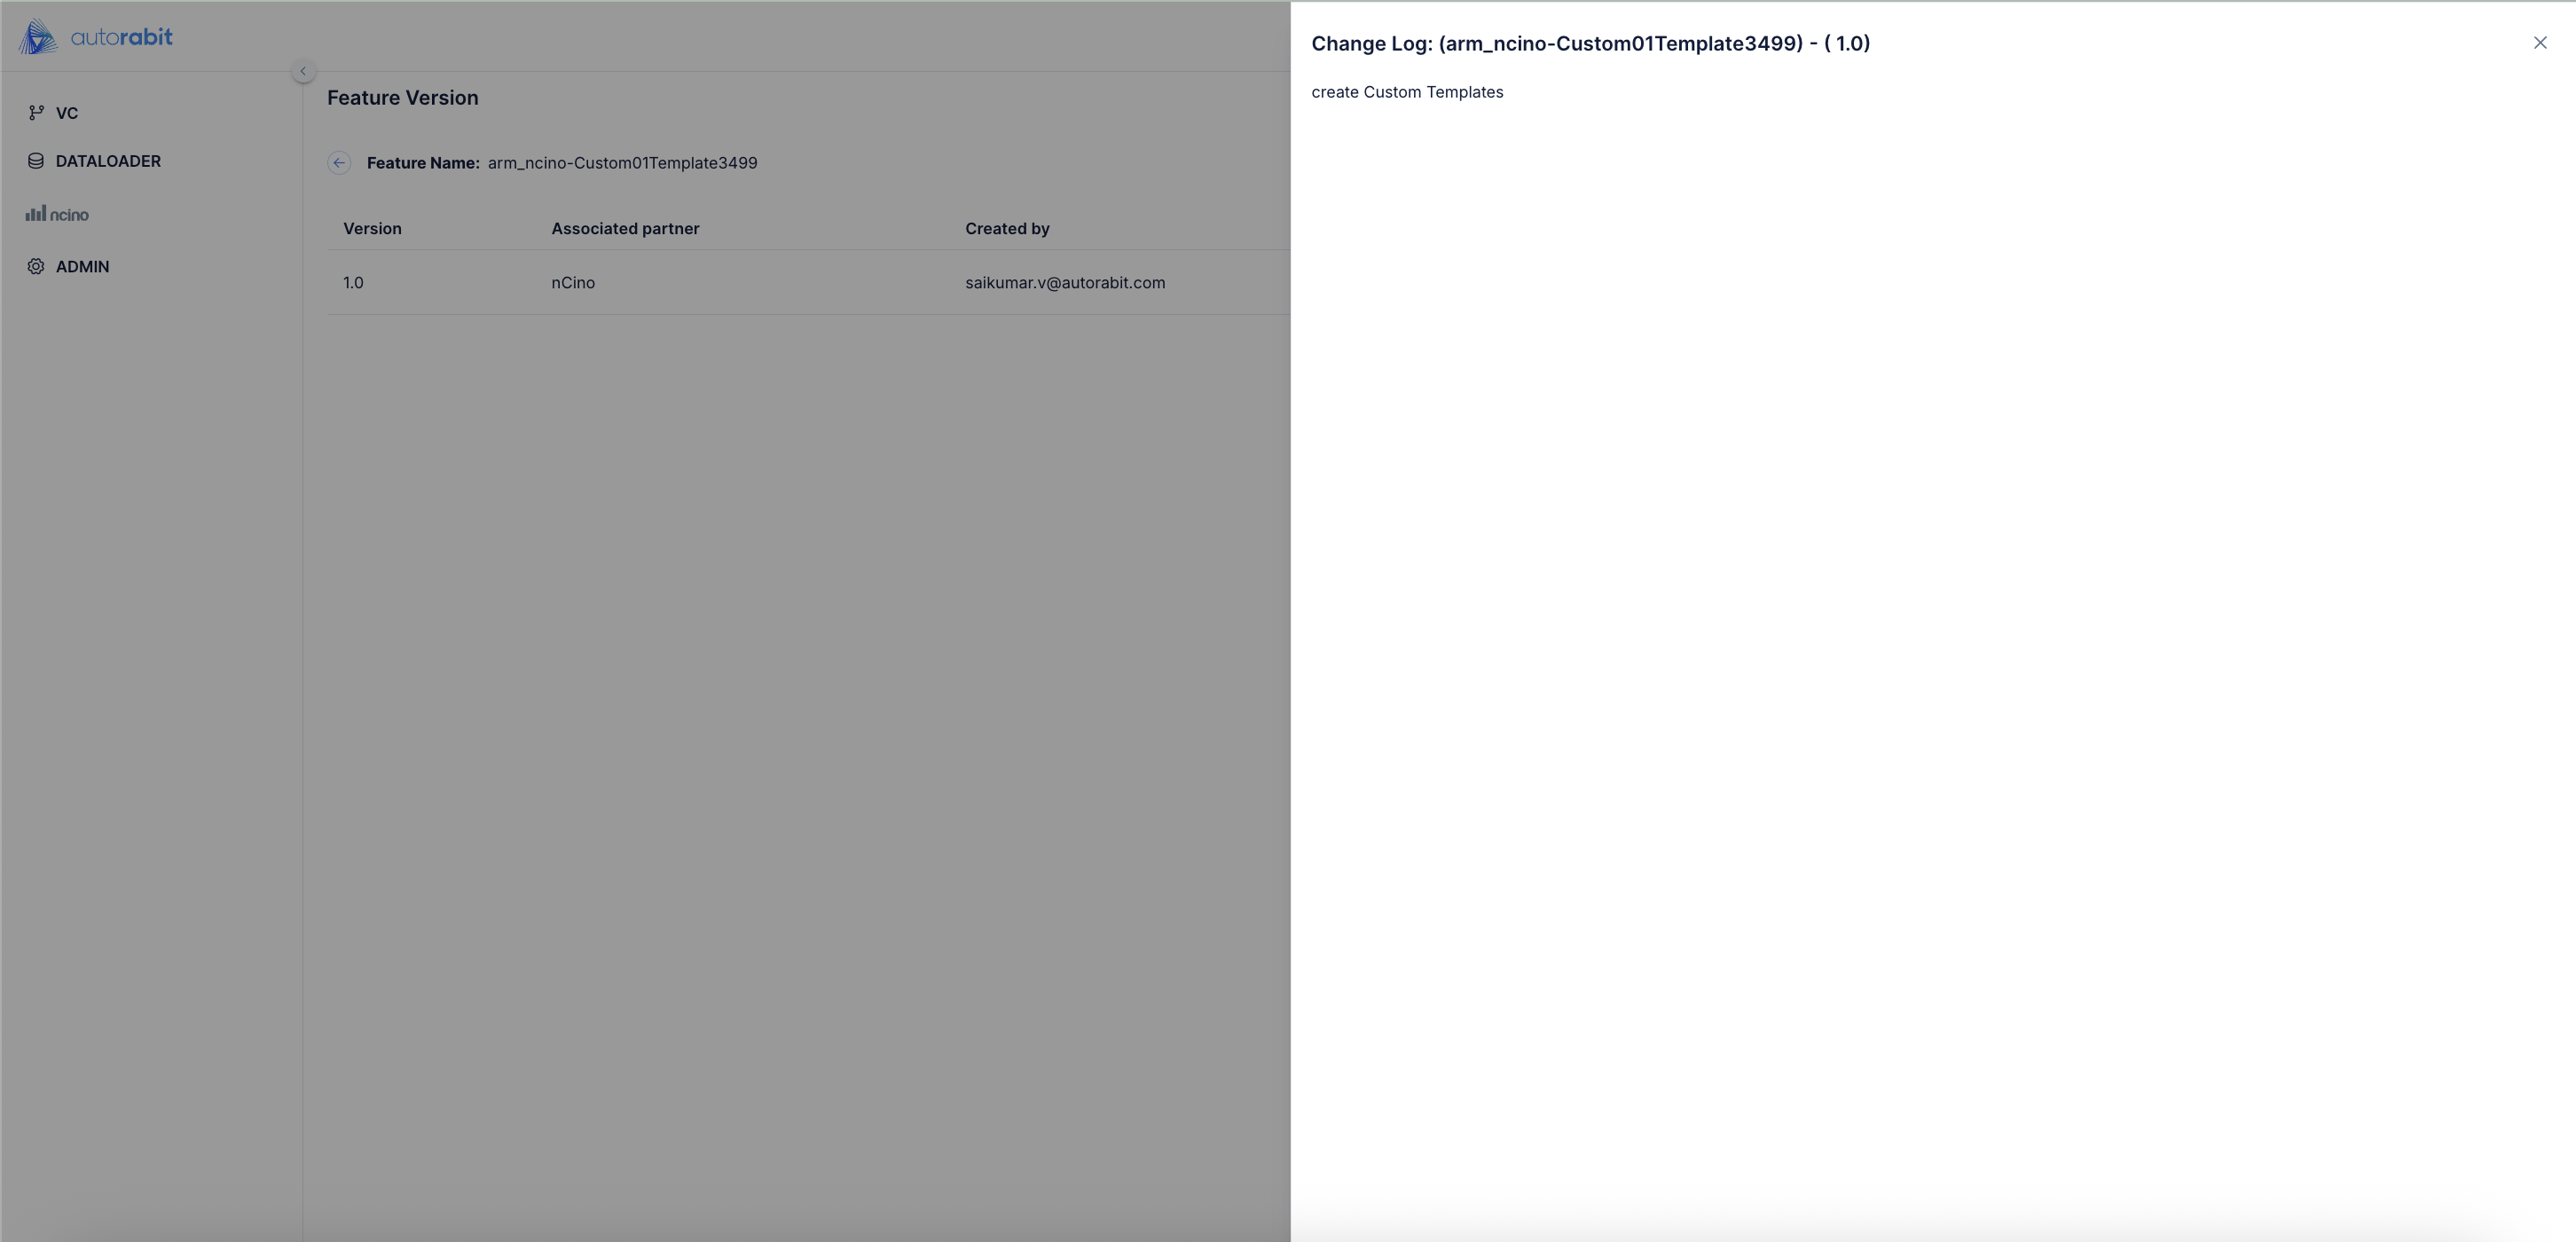 autorabit
VC
DATALOADER
ncino
ADMIN
Feature Version
Feature Name: arm_ncino-Custom01Template3499
Version Associated partner Created by
1.0 nCino saikumar.v@autorabit.com
Change Log: (arm_ncino-Custom01Template3499) - ( 1.0)
create Custom Templates